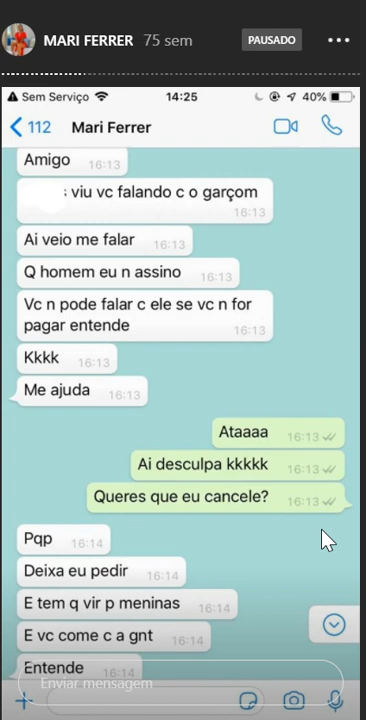 MARI FERRER 75 sem PAUSADO
Sem Serviço 14:25 40%
112 Mari Ferrer
Amigo 16:13
viu vc falando c o garçom
16:13
Ai veio me falar 16:13
Q homem eu n assino 16:13
Vc n pode falar c ele se vc n for
pagar entende 16:13
Kkkk 16:13
Me ajuda 16:13
Ataaaa 16:13
Ai desculpa kkkkk 16:13
Queres que eu cancele? 16:13
Pqp 16:14
Deixa eu pedir 16:14
E tem q vir p meninas 16:14
E vc come c a gnt 16:14
Entende 16:14
Enviar mensagem